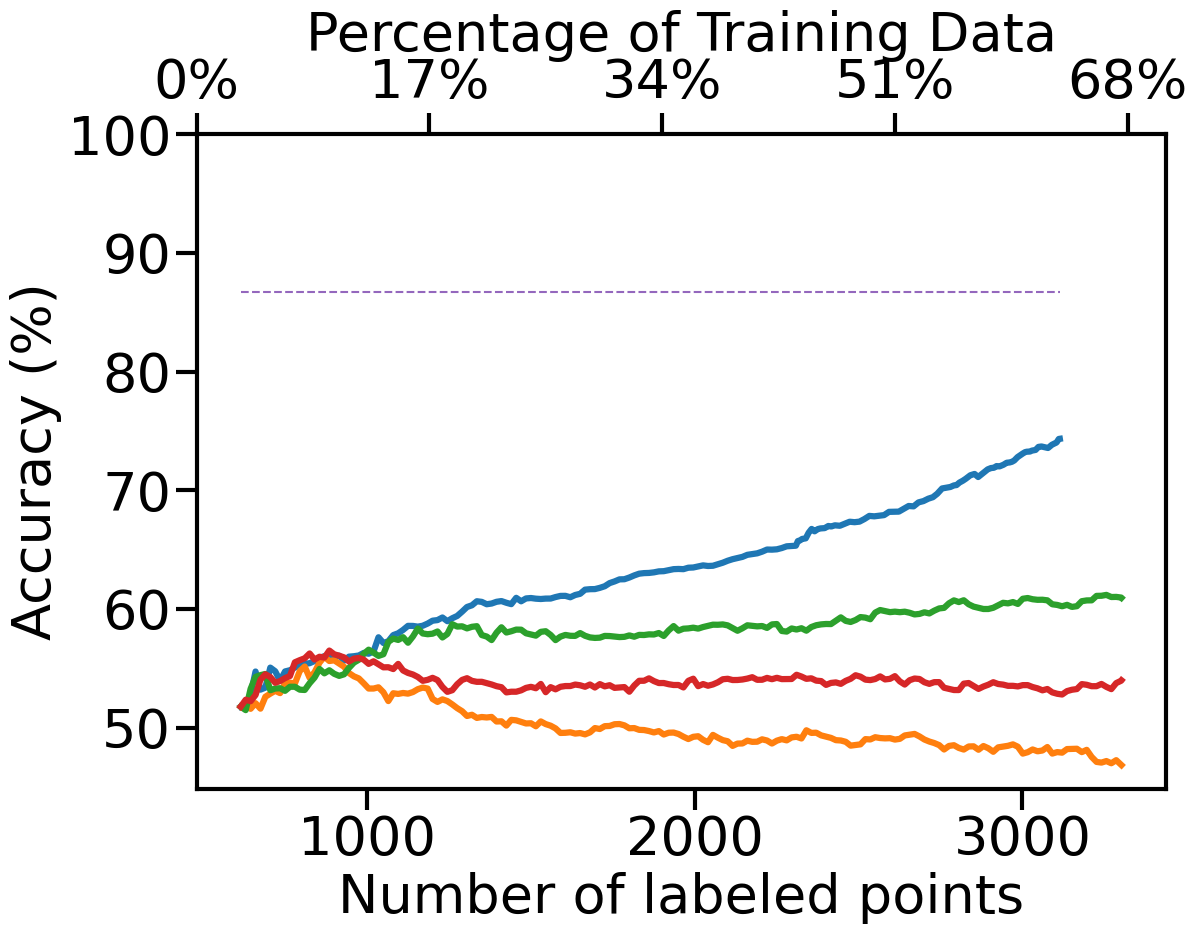 Percentage of Training Data
0% 17% 34% 51% 68%
100
90
80
70
60
50
Accuracy (%)
1000 2000 3000
Number of labeled points